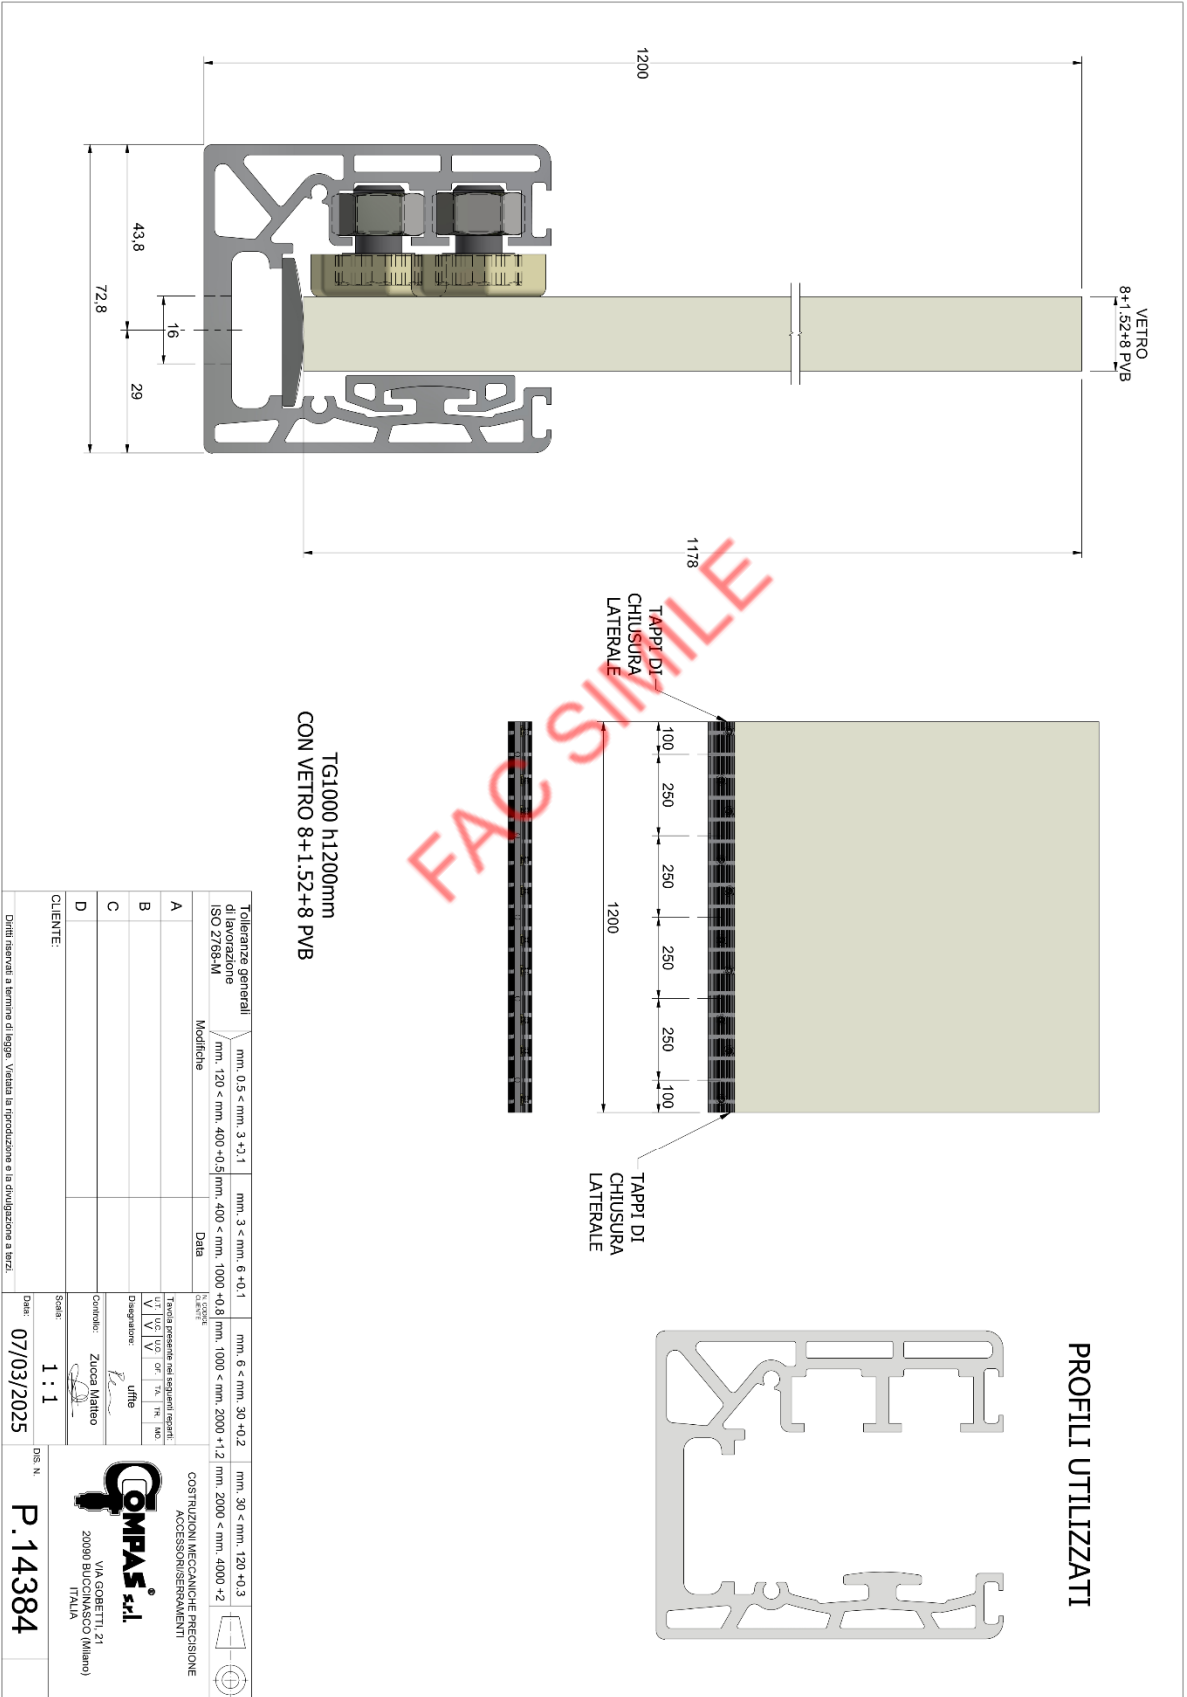 1200
VETRO
8+1.52+8 PVB
43,8
72,8
16
29
1178
TAPPI DI
CHIUSURA
LATERALE
100
250
250
250
250
100
1200
TAPPI DI
CHIUSURA
LATERALE
FAC SIMILE
TG1000 h1200mm
CON VETRO 8+1.52+8 PVB
PROFILI UTILIZZATI
Tolleranze generali
di lavorazione
ISO 2768-M
mm. 0.5 < mm. 3 +0.1
mm. 3 < mm. 6 +0.1
mm. 6 < mm. 30 +0.2
mm. 30 < mm. 120 +0.3
mm. 120 < mm. 400 +0.5
mm. 400 < mm. 1000 +0.8
mm. 1000 < mm. 2000 +1.2
mm. 2000 < mm. 4000 +2
Modifiche
Data
A
B
C
D
CLIENTE:
Diritti riservati a termine di legge. Vietata la riproduzione e la divulgazione a terzi.
N. CODICE
CLIENTE
Tavola presente nei seguenti reparti:
U.T. U.C. U.O. OF. TA. TR. MO.
V V V
Disegnatore:
uffte
Controllo:
Zucca Matteo
Scala:
1 : 1
Data:
07/03/2025
COSTRUZIONI MECCANICHE PRECISIONE
ACCESSORI/SERRAMENTI
COMPAS® s.r.l.
VIA GOBETTI, 21
20090 BUCCINASCO (Milano)
ITALIA
DIS. N.
P.14384